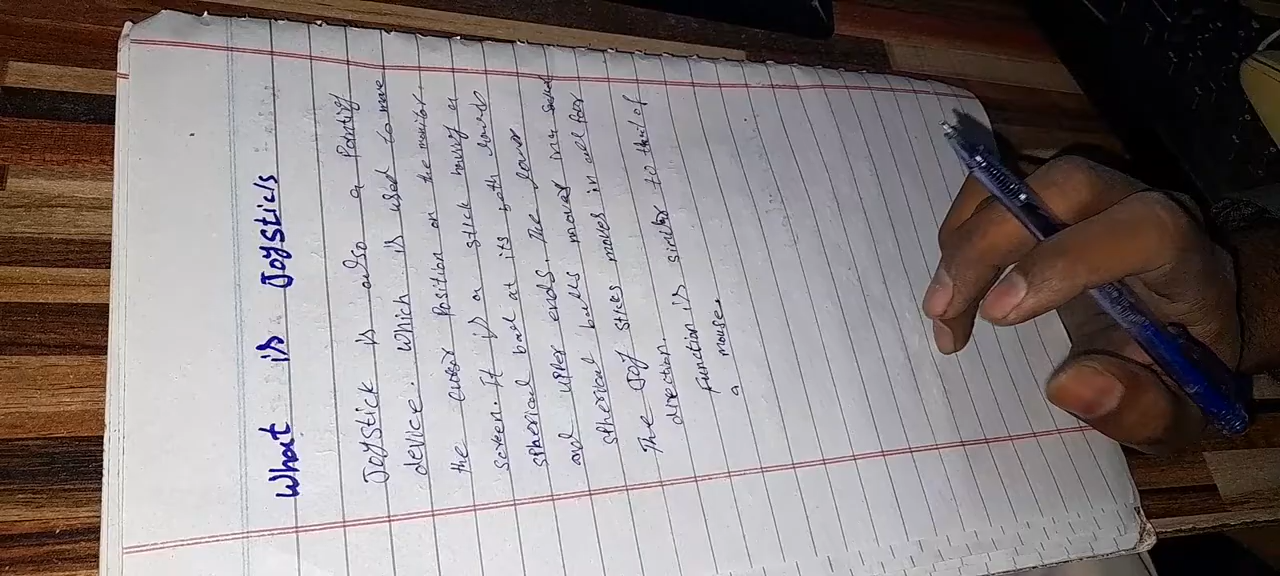 What is Joysticks
Joystick is also a Pointing
device. Which is used to move
the cursor Position on the monitor
screen. It is a stick having a
spherical ball at its both lower
and upper ends. The lower
spherical balls moves in a socket
The Joy sticks moves in all four
direction.
function is similar to that of
a mouse